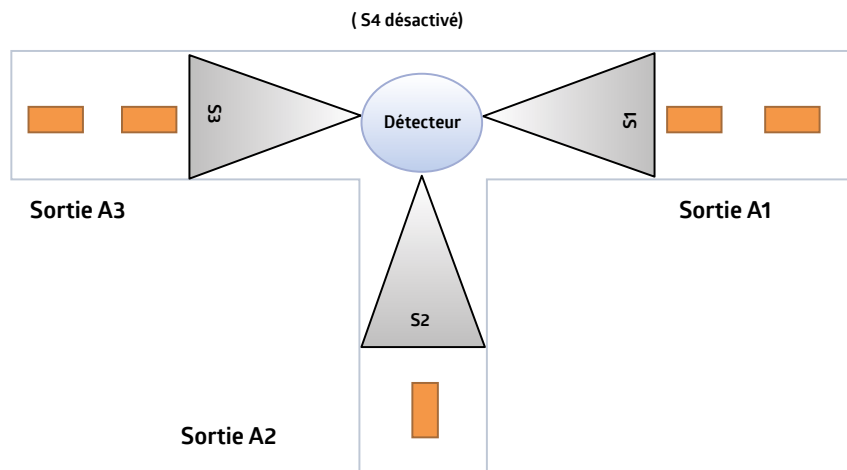 ( S4 désactivé)
S3
Détecteur
S1
Sortie A3
Sortie A1
S2
Sortie A2